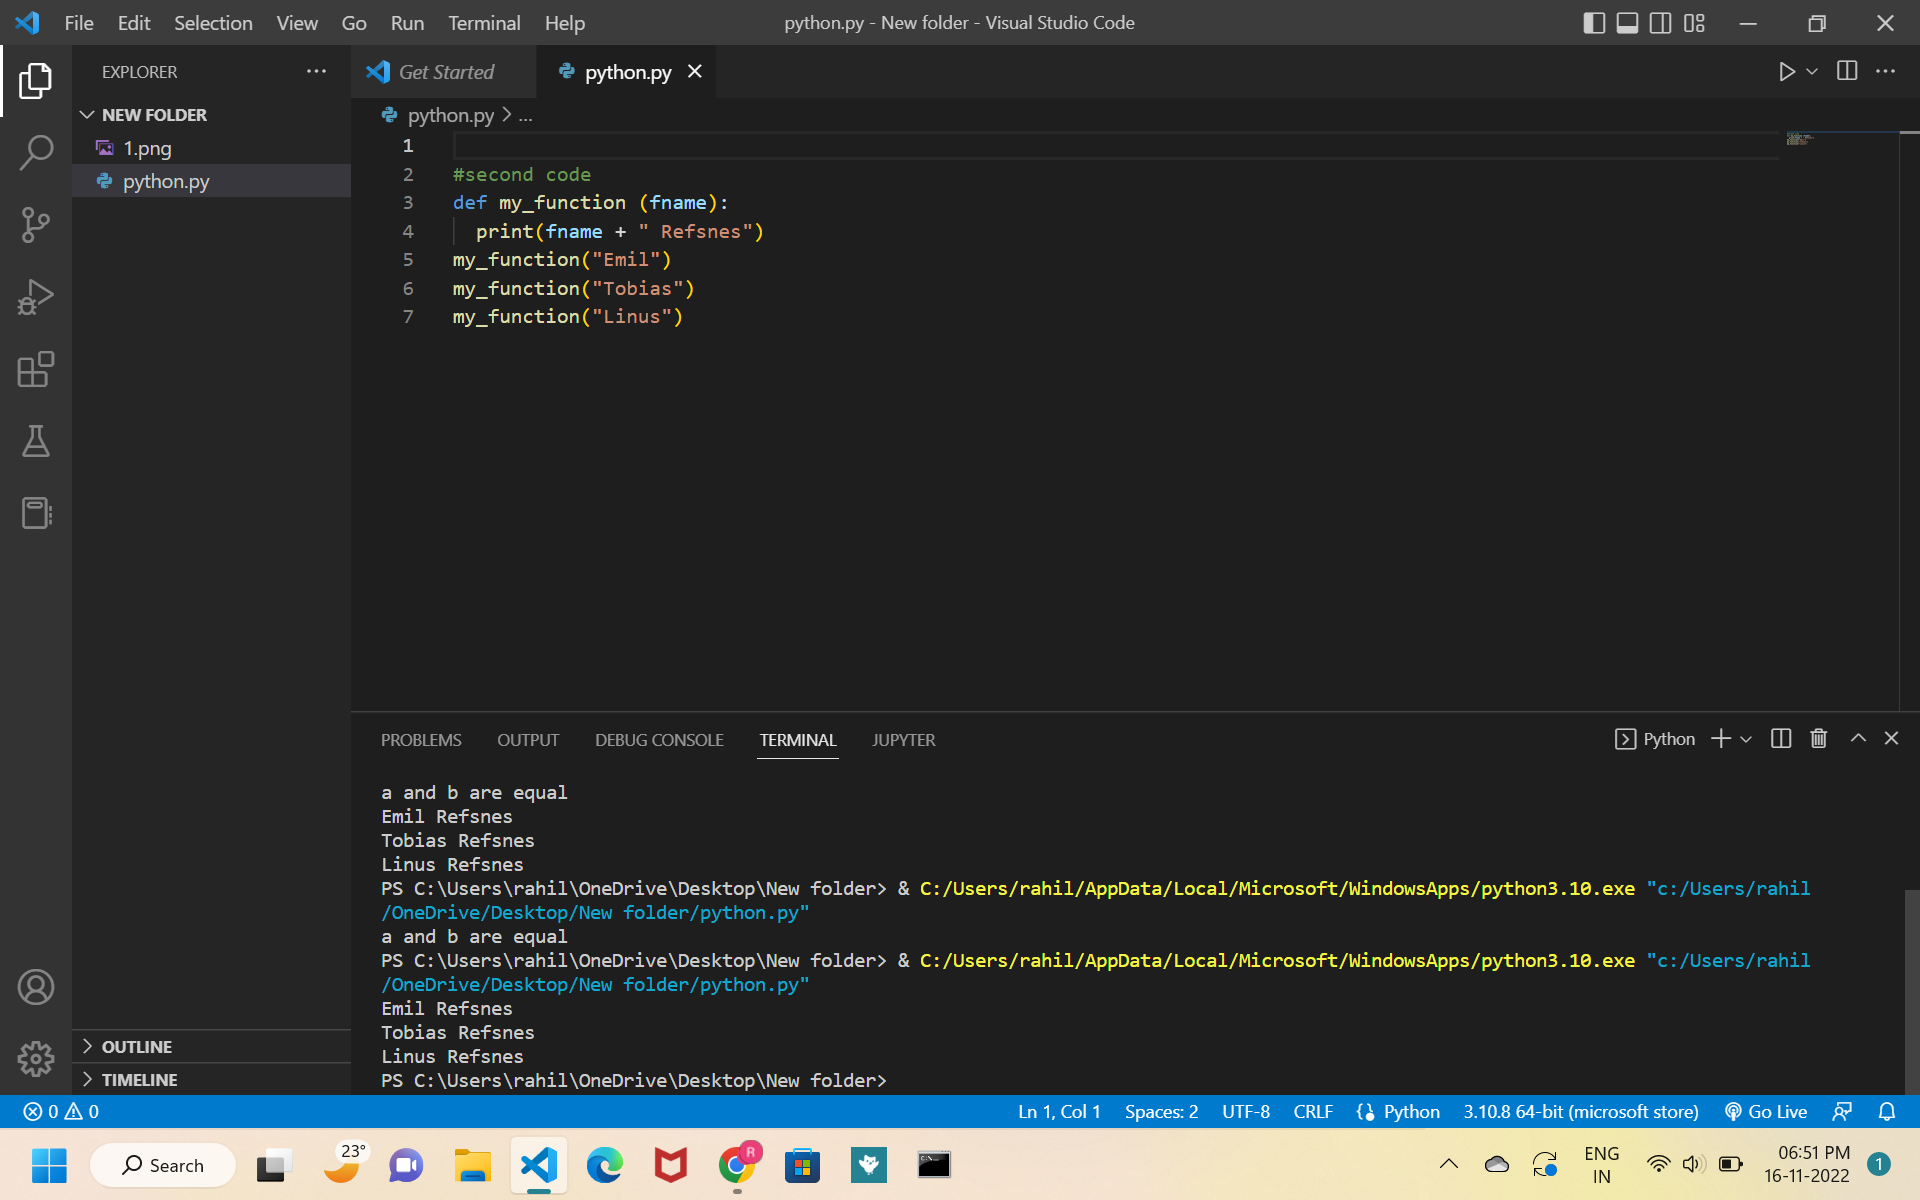 File Edit Selection View Go Run Terminal Help
python.py - New folder - Visual Studio Code
EXPLORER
Get Started
python.py
NEW FOLDER
1.png
python.py
python.py > ...
1
2 #second code
3 def my_function (fname):
4 print(fname + " Refsnes")
5 my_function("Emil")
6 my_function("Tobias")
7 my_function("Linus")
PROBLEMS OUTPUT DEBUG CONSOLE TERMINAL JUPYTER
Python
a and b are equal
Emil Refsnes
Tobias Refsnes
Linus Refsnes
PS C:\Users\rahil\OneDrive\Desktop\New folder> & C:/Users/rahil/AppData/Local/Microsoft/WindowsApps/python3.10.exe "c:/Users/rahil
/OneDrive/Desktop/New folder/python.py"
a and b are equal
PS C:\Users\rahil\OneDrive\Desktop\New folder> & C:/Users/rahil/AppData/Local/Microsoft/WindowsApps/python3.10.exe "c:/Users/rahil
/OneDrive/Desktop/New folder/python.py"
Emil Refsnes
Tobias Refsnes
Linus Refsnes
PS C:\Users\rahil\OneDrive\Desktop\New folder>
OUTLINE
TIMELINE
0 0
Ln 1, Col 1 Spaces: 2 UTF-8 CRLF Python 3.10.8 64-bit (microsoft store) Go Live
Search
23°
R
ENG
IN
06:51 PM
16-11-2022
1